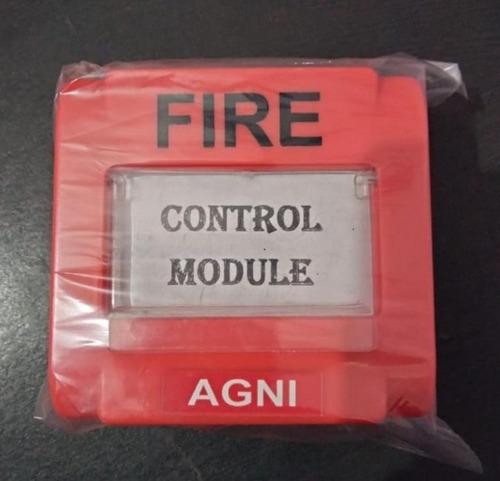 FIRE
CONTROL
MODULE
AGNI